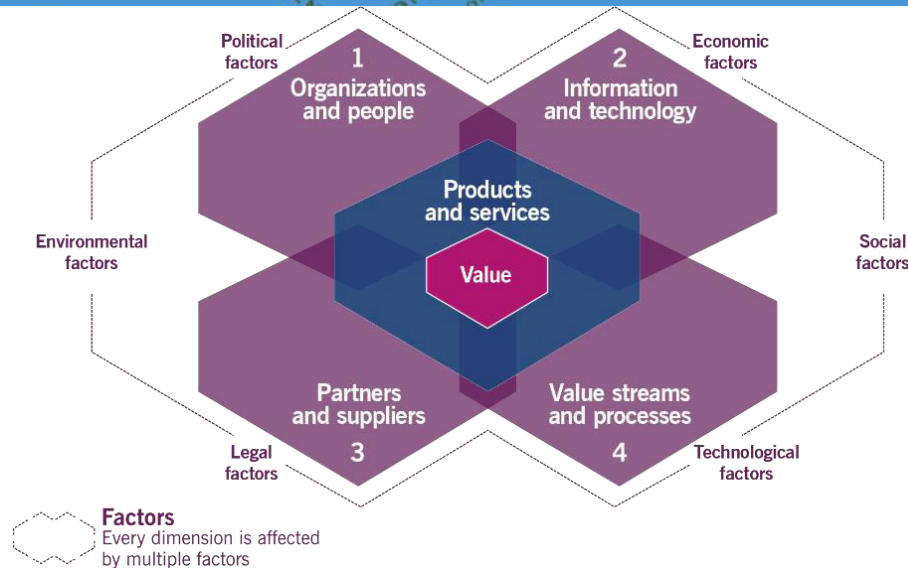 Political
factors
Economic
factors
1
Organizations
and people
2
Information
and technology
Products
and services
Environmental
factors
Value
Social
factors
Partners
and suppliers
3
Value streams
and processes
4
Legal
factors
Technological
factors
Factors
Every dimension is affected
by multiple factors